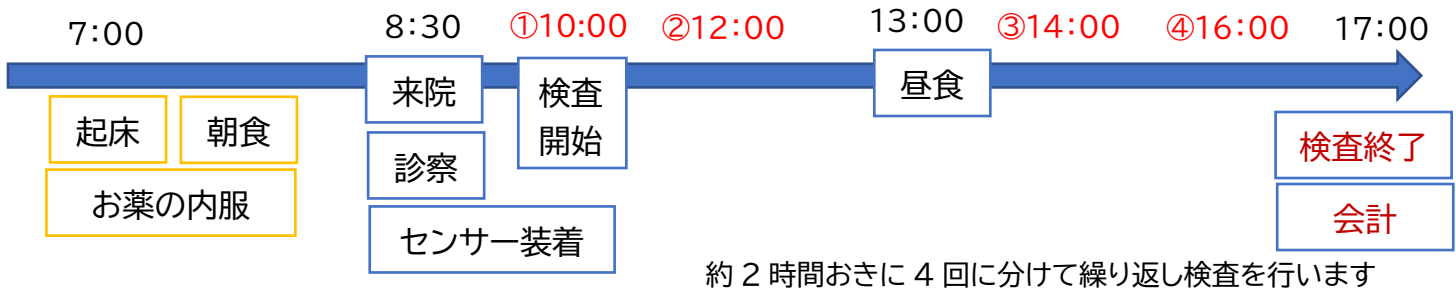 7：00 8：30 ①10：00 ②12：00 13：00 ③14：00 ④16：00 17：00
来院 検査開始 昼食
起床 朝食 診察 検査終了
お薬の内服 センサー装着 会計
約２時間おきに４回に分けて繰り返し検査を行います